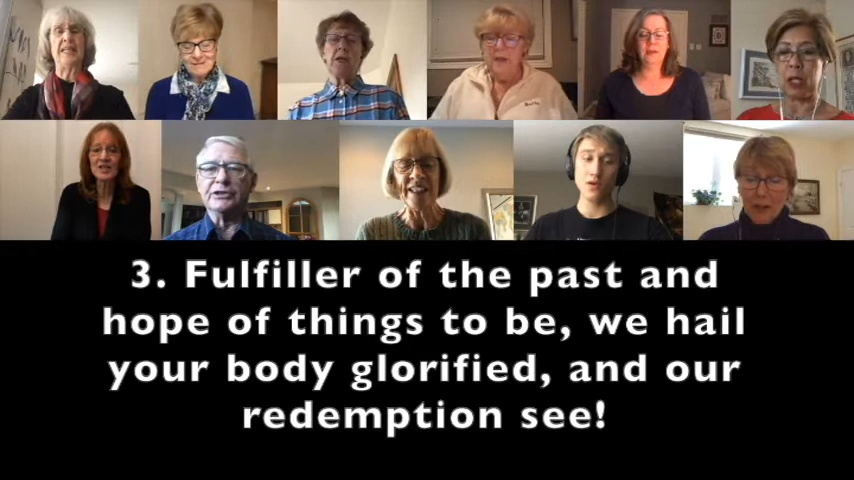 3. Fulfiller of the past and
hope of things to be, we hail
your body glorified, and our
redemption see!